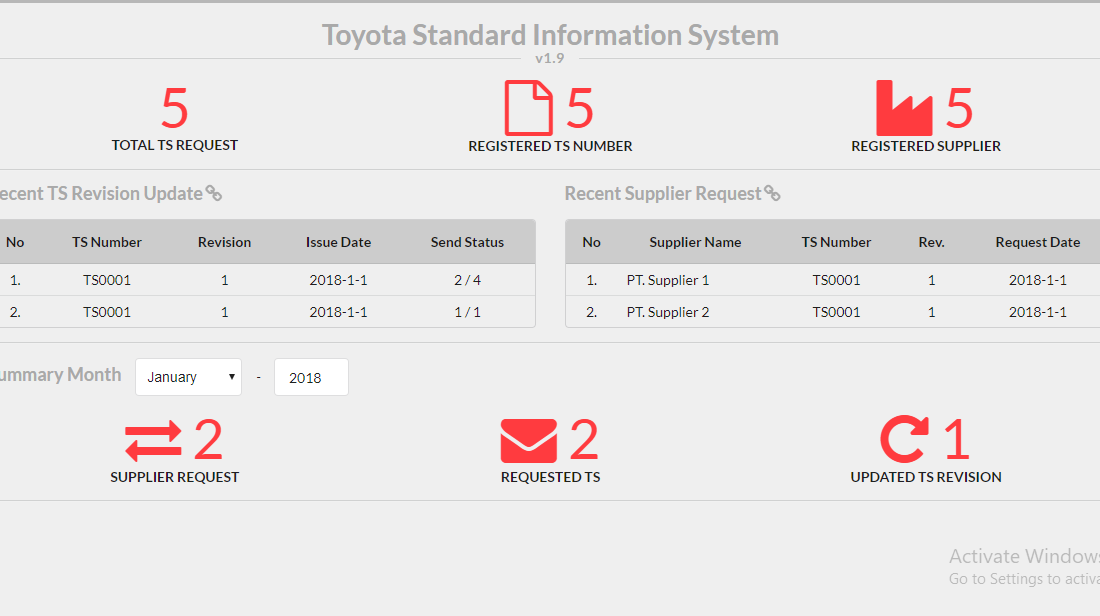 Toyota Standard Information System
v1.9
5
TOTAL TS REQUEST
5
REGISTERED TS NUMBER
5
REGISTERED SUPPLIER
ecent TS Revision Update
No TS Number Revision Issue Date Send Status
1. TS0001 1 2018-1-1 2 / 4
2. TS0001 1 2018-1-1 1 / 1
Recent Supplier Request
No Supplier Name TS Number Rev. Request Date
1. PT. Supplier 1 TS0001 1 2018-1-1
2. PT. Supplier 2 TS0001 1 2018-1-1
ummary Month January - 2018
2
SUPPLIER REQUEST
2
REQUESTED TS
1
UPDATED TS REVISION
Activate Windows
Go to Settings to activa